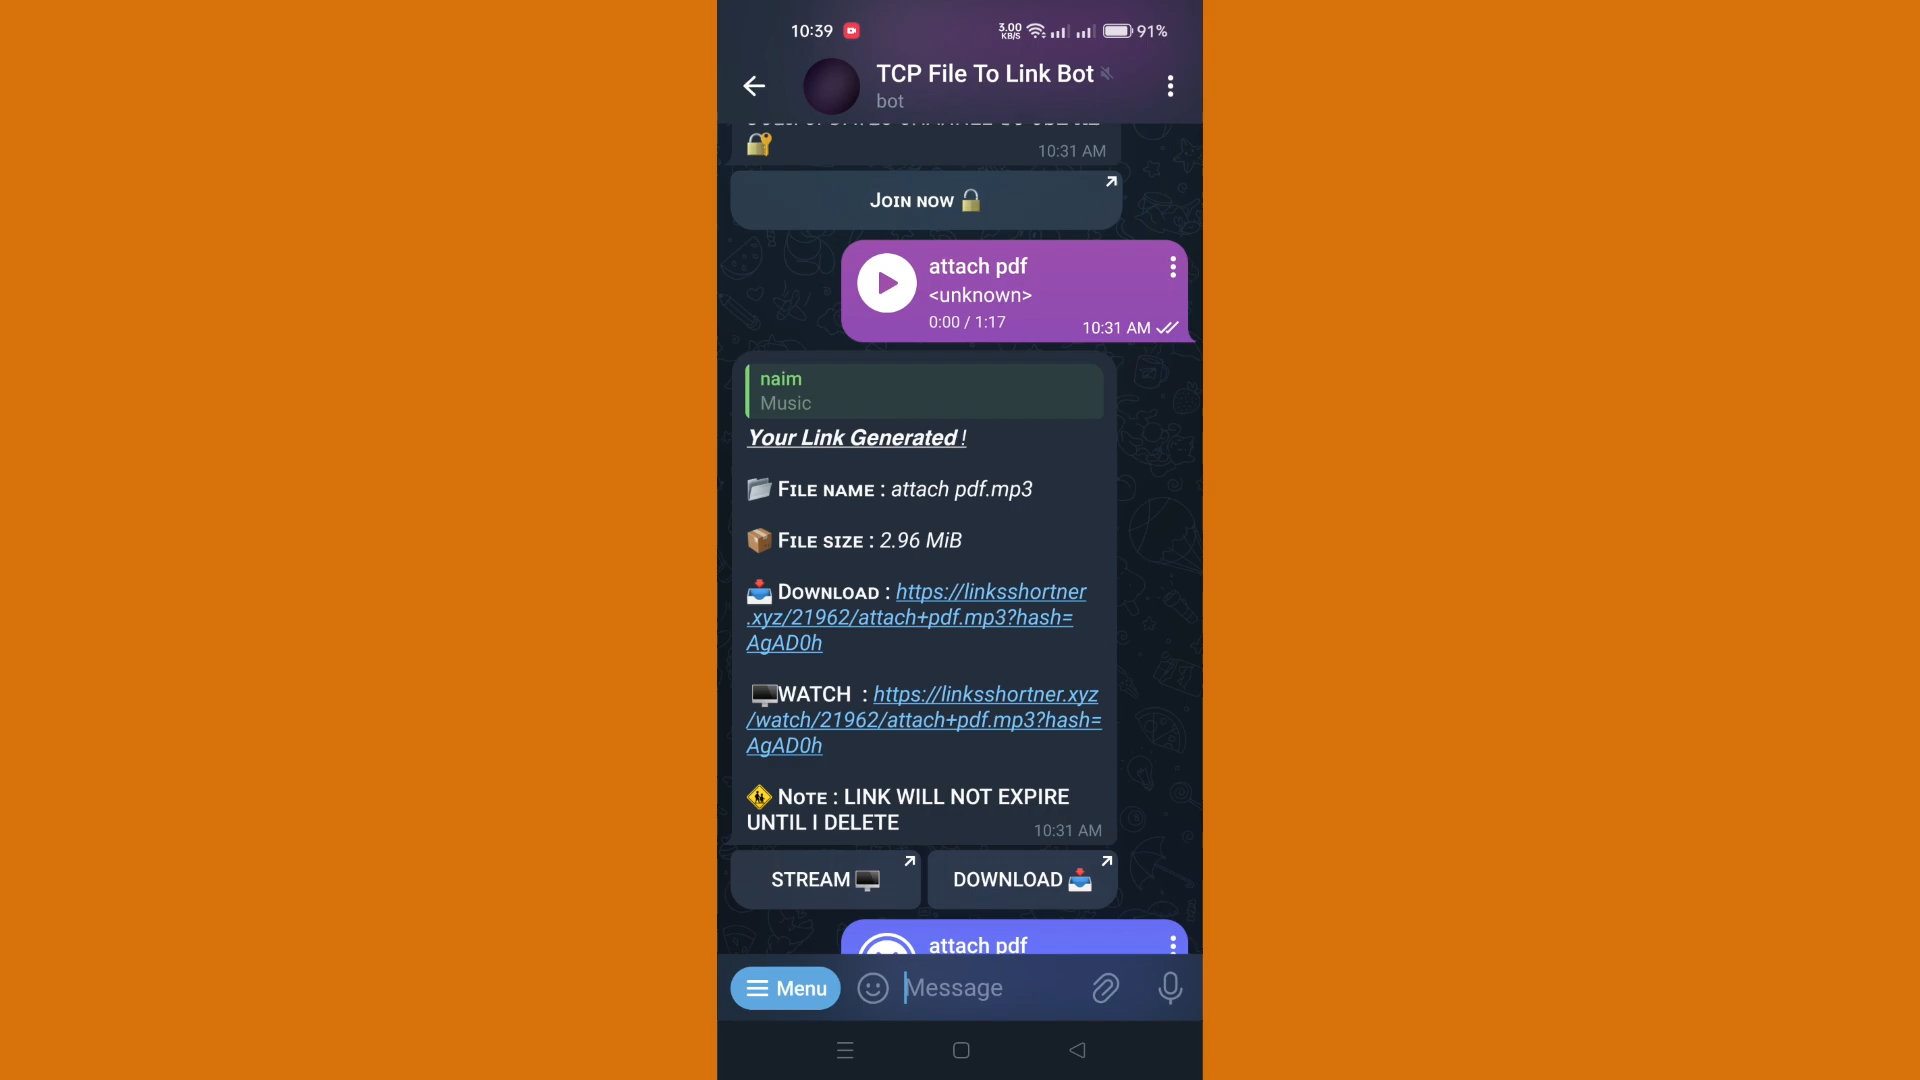 10:39
3.00
KB/S
91%
TCP File To Link Bot
bot
10:31 AM
Join now
attach pdf
<unknown>
0:00 / 1:17
10:31 AM
naim
Music
Your Link Generated !
File name : attach pdf.mp3
File size : 2.96 MiB
Download : https://linksshortner
.xyz/21962/attach+pdf.mp3?hash=
AgAD0h
WATCH : https://linksshortner.xyz
/watch/21962/attach+pdf.mp3?hash=
AgAD0h
Note : LINK WILL NOT EXPIRE
UNTIL I DELETE
10:31 AM
STREAM
DOWNLOAD
attach pdf
Menu
Message